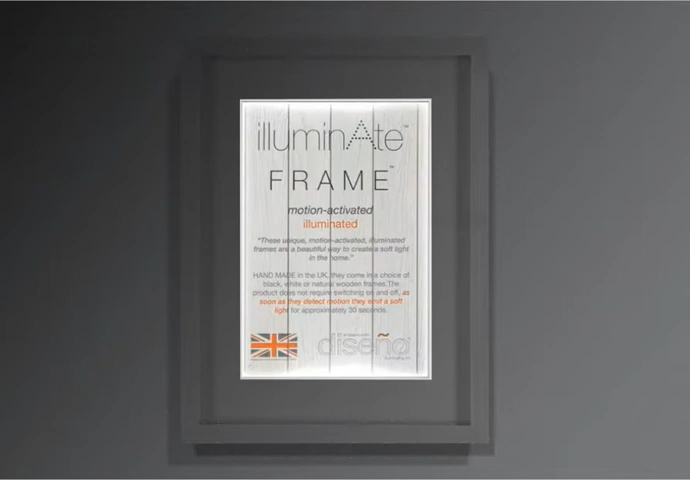 illuminAte™
FRAME™
motion-activated
illuminated
"These unique, motion-activated, illuminated
frames are a beautiful way to create a soft light
in the home."
HAND MADE in the UK, they come in a choice of
black, white or natural wooden frames. The
product does not require switching on and off, as
soon as they detect motion they emit a soft
light for approximately 30 seconds.
diseño